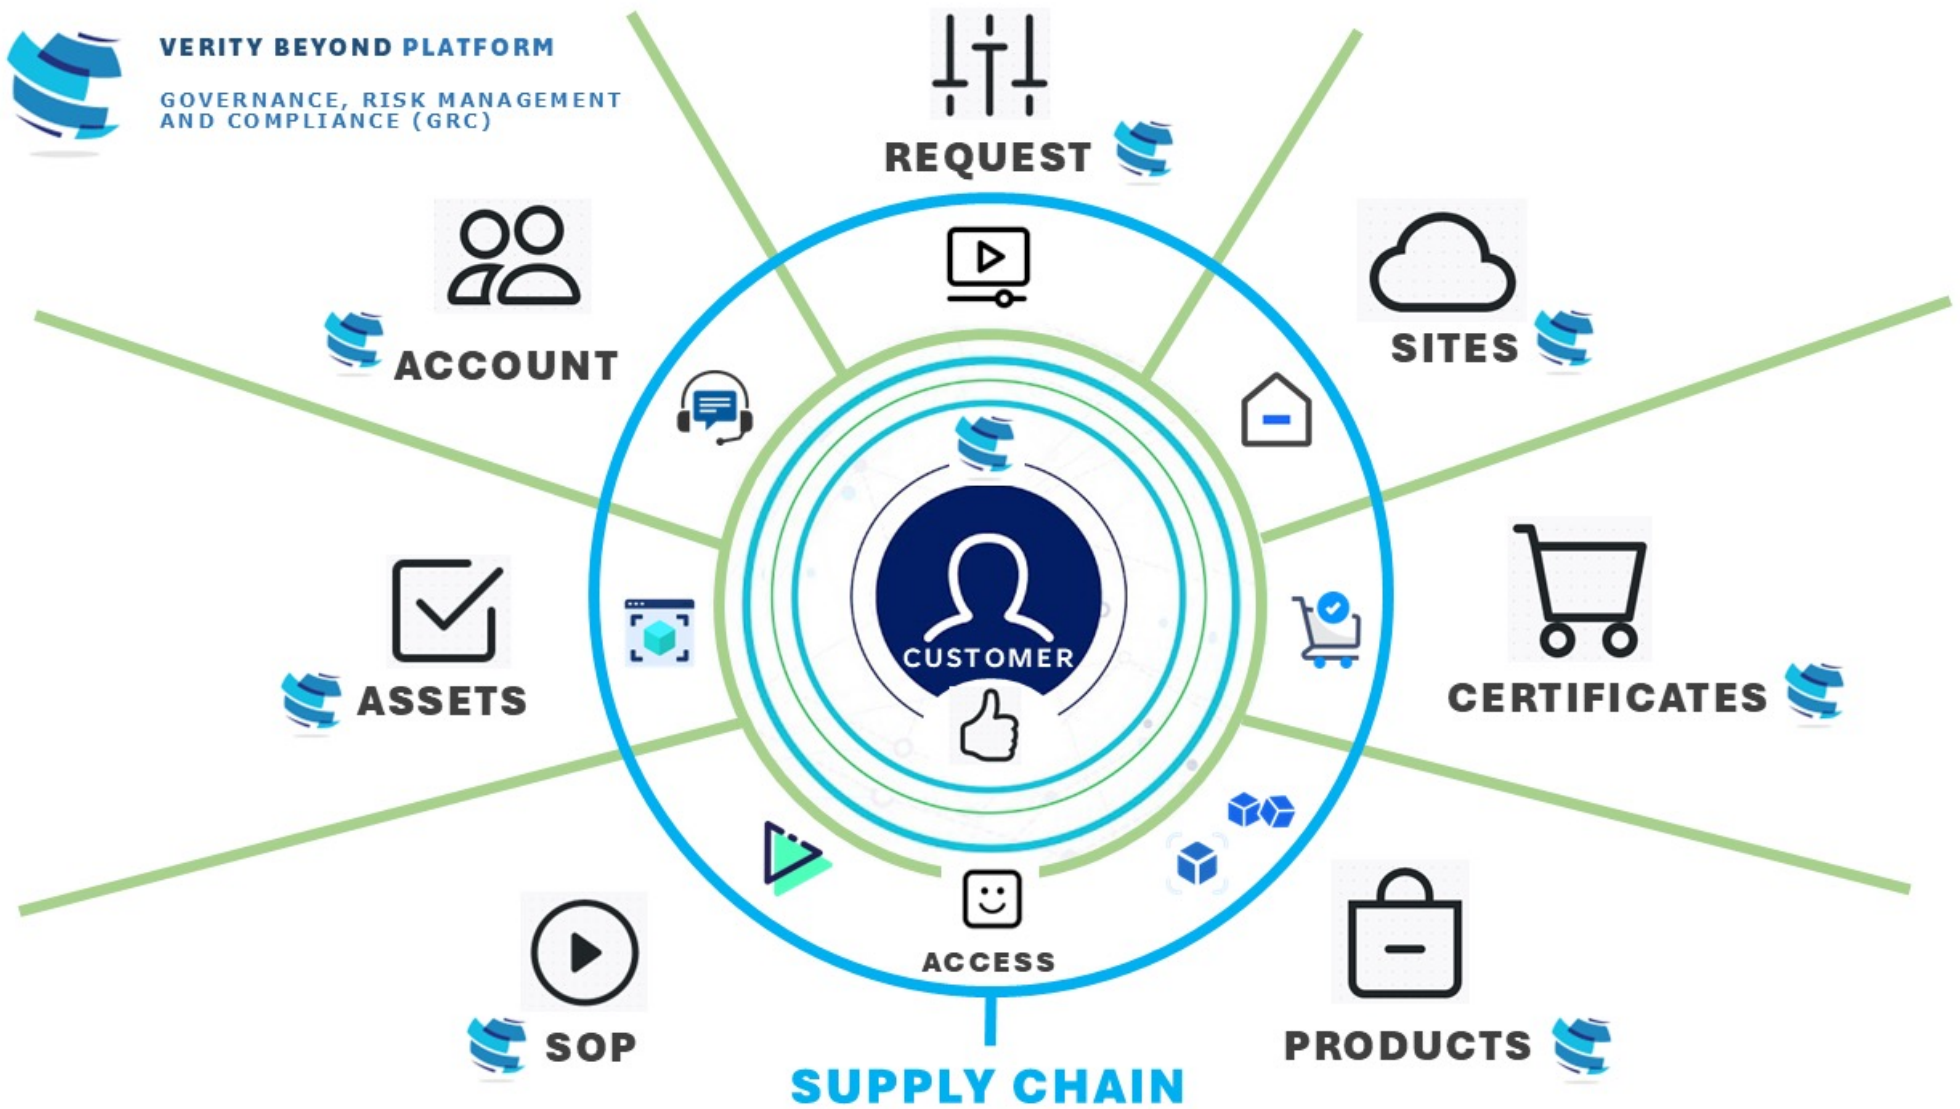 VERITY BEYOND PLATFORM
GOVERNANCE, RISK MANAGEMENT
AND COMPLIANCE (GRC)
REQUEST
ACCOUNT
SITES
CUSTOMER
ASSETS
CERTIFICATES
ACCESS
SOP
PRODUCTS
SUPPLY CHAIN